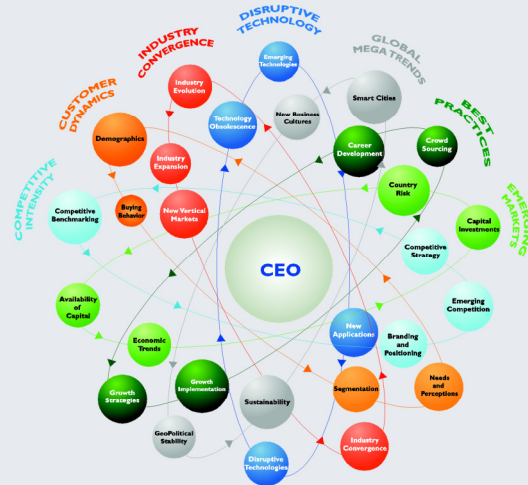 DISRUPTIVE
TECHNOLOGY
INDUSTRY
CONVERGENCE
GLOBAL
MEGA TRENDS
CUSTOMER
DYNAMICS
BEST
PRACTICES
COMPETITIVE
INTENSITY
EMERGING
MARKETS
Emerging
Technologies
Industry
Evolution
Smart Cities
Technology
Obsolescence
New Business
Cultures
Demographics
Career
Development
Crowd
Sourcing
Industry
Expansion
Country
Risk
Competitive
Benchmarking
Buying
Behavior
New Vertical
Markets
Capital
Investments
Competitive
Strategy
CEO
Availability
of
Capital
Emerging
Competition
Economic
Trends
New
Applications
Branding
and
Positioning
Growth
Strategies
Growth
Implementation
Sustainability
Segmentation
Needs
and
Perceptions
GeoPolitical
Stability
Industry
Convergence
Disruptive
Technologies